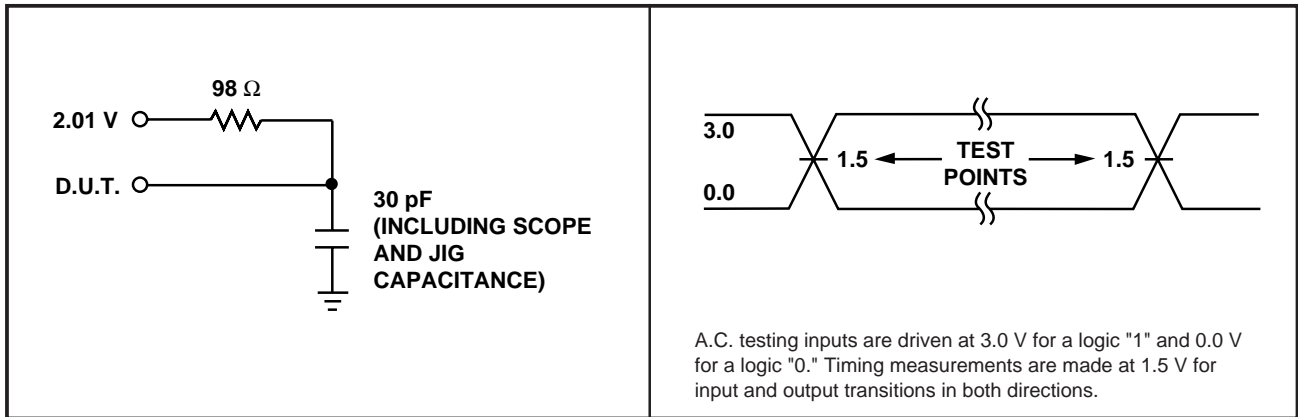 98 Ω
2.01 V
D.U.T.
30 pF
(INCLUDING SCOPE
AND JIG
CAPACITANCE)
3.0
0.0
1.5
TEST
POINTS
1.5
A.C. testing inputs are driven at 3.0 V for a logic "1" and 0.0 V
for a logic "0." Timing measurements are made at 1.5 V for
input and output transitions in both directions.